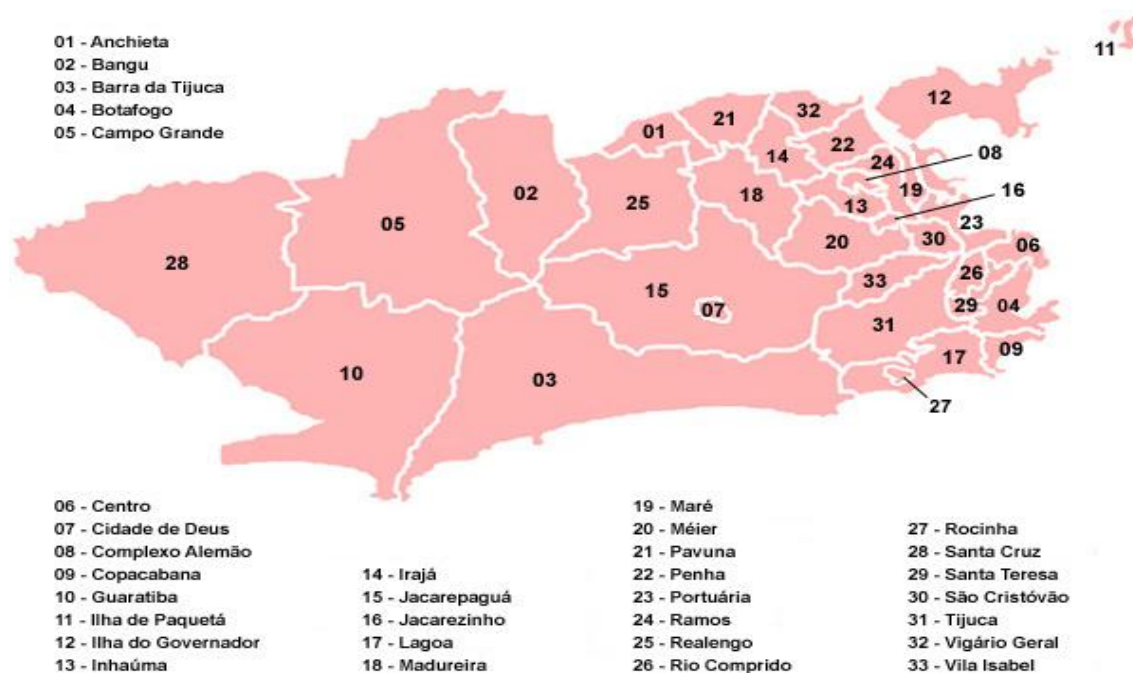 01 - Anchieta
02 - Bangu
03 - Barra da Tijuca
04 - Botafogo
05 - Campo Grande
11
12
32
21
01
22
14
24
08
02
25
18
13
19
16
05
23
20
30
06
28
33
26
15
07
29
04
31
09
17
10
03
27
06 - Centro
07 - Cidade de Deus
08 - Complexo Alemão
09 - Copacabana
10 - Guaratiba
11 - Ilha de Paquetá
12 - Ilha do Governador
13 - Inhaúma
14 - Irajá
15 - Jacarepaguá
16 - Jacarezinho
17 - Lagoa
18 - Madureira
19 - Maré
20 - Méier
21 - Pavuna
22 - Penha
23 - Portuária
24 - Ramos
25 - Realengo
26 - Rio Comprido
27 - Rocinha
28 - Santa Cruz
29 - Santa Teresa
30 - São Cristóvão
31 - Tijuca
32 - Vigário Geral
33 - Vila Isabel